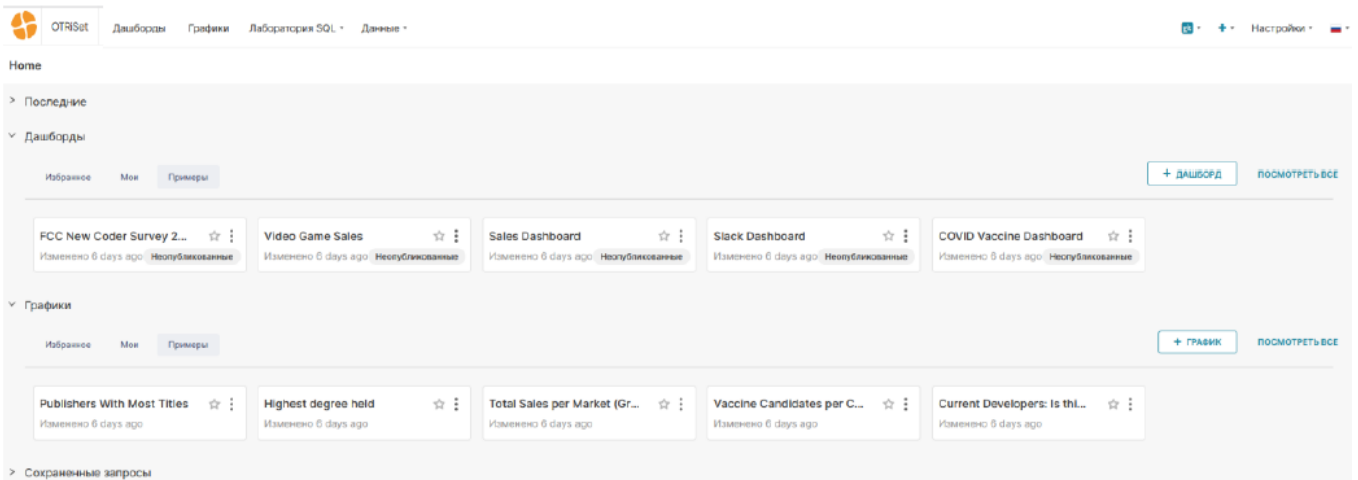 OTRISet Дашборды Графики Лаборатория SQL Данные Настройки
Home
Последние
Дашборды
Избранное Мои Примеры + ДАШБОРД ПОСМОТРЕТЬ ВСЕ
FCC New Coder Survey 2... Video Game Sales Sales Dashboard Slack Dashboard COVID Vaccine Dashboard
Изменено 6 days ago Неопубликованные Изменено 6 days ago Неопубликованные Изменено 6 days ago Неопубликованные Изменено 6 days ago Неопубликованные Изменено 6 days ago Неопубликованные
Графики
Избранное Мои Примеры + ГРАФИК ПОСМОТРЕТЬ ВСЕ
Publishers With Most Titles Highest degree held Total Sales per Market (Gr... Vaccine Candidates per C... Current Developers: Is thi...
Изменено 6 days ago Изменено 6 days ago Изменено 6 days ago Изменено 6 days ago Изменено 6 days ago
Сохраненные запросы